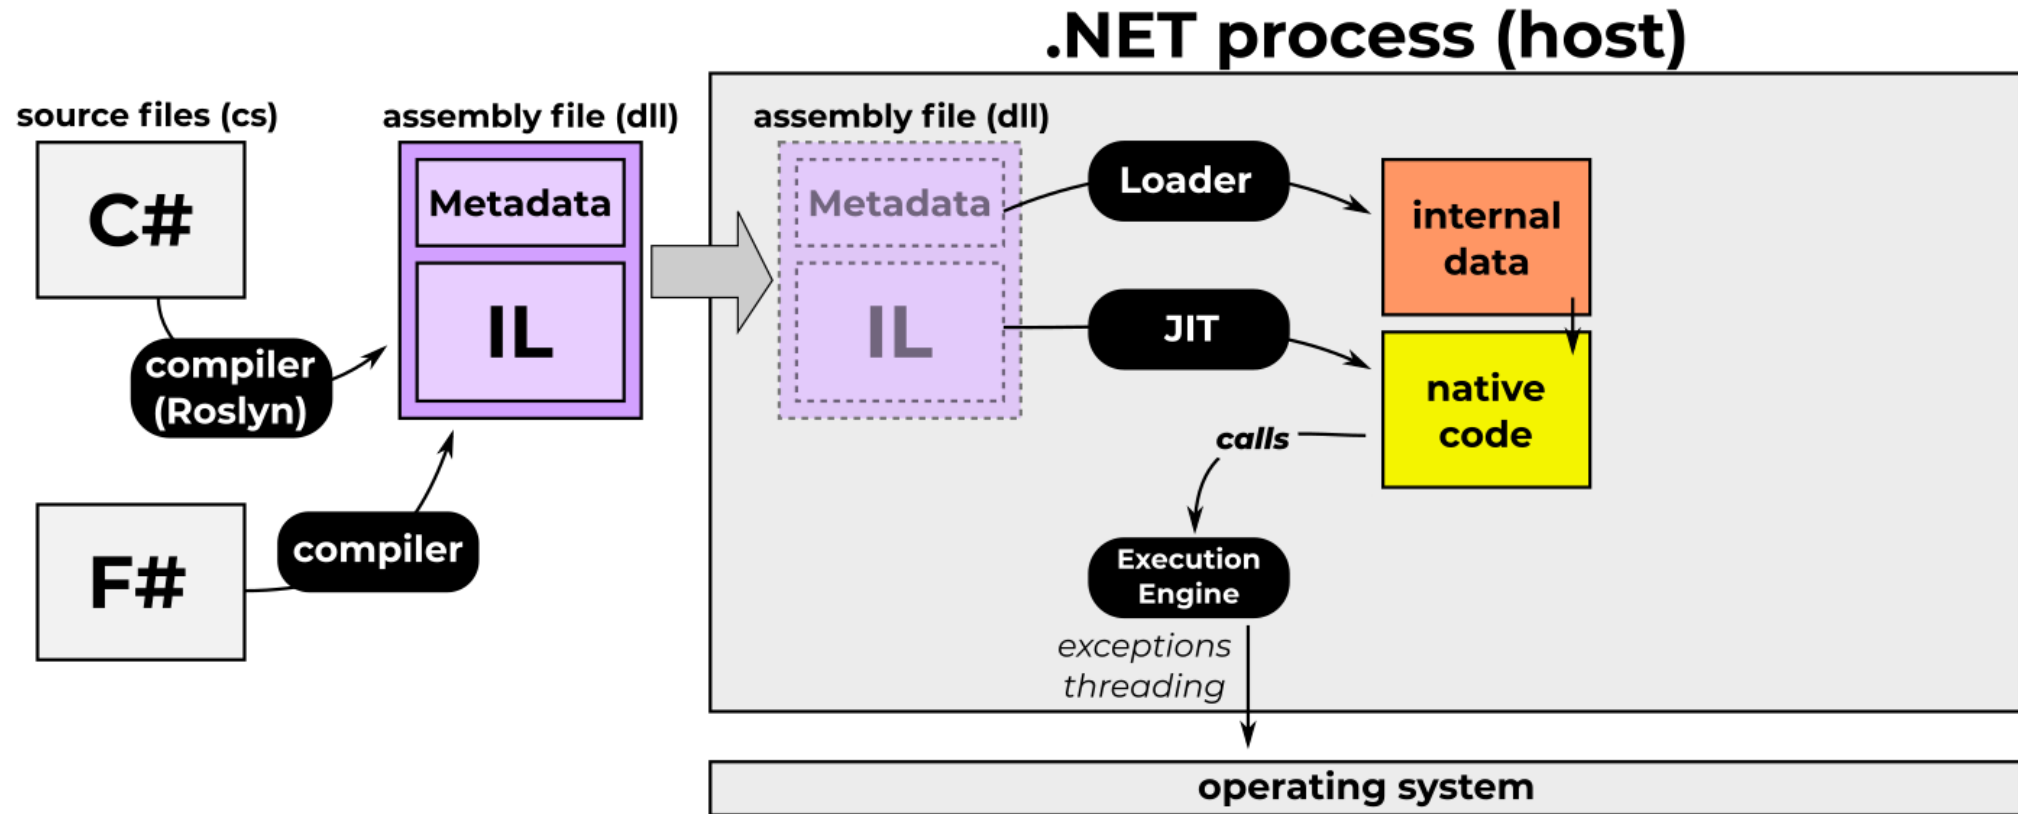 .NET process (host)
source files (cs)
assembly file (dll)
assembly file (dll)
C#
Metadata
IL
Metadata
IL
Loader
internal
data
JIT
native
code
compiler
(Roslyn)
calls
F#
compiler
Execution
Engine
exceptions
threading
operating system